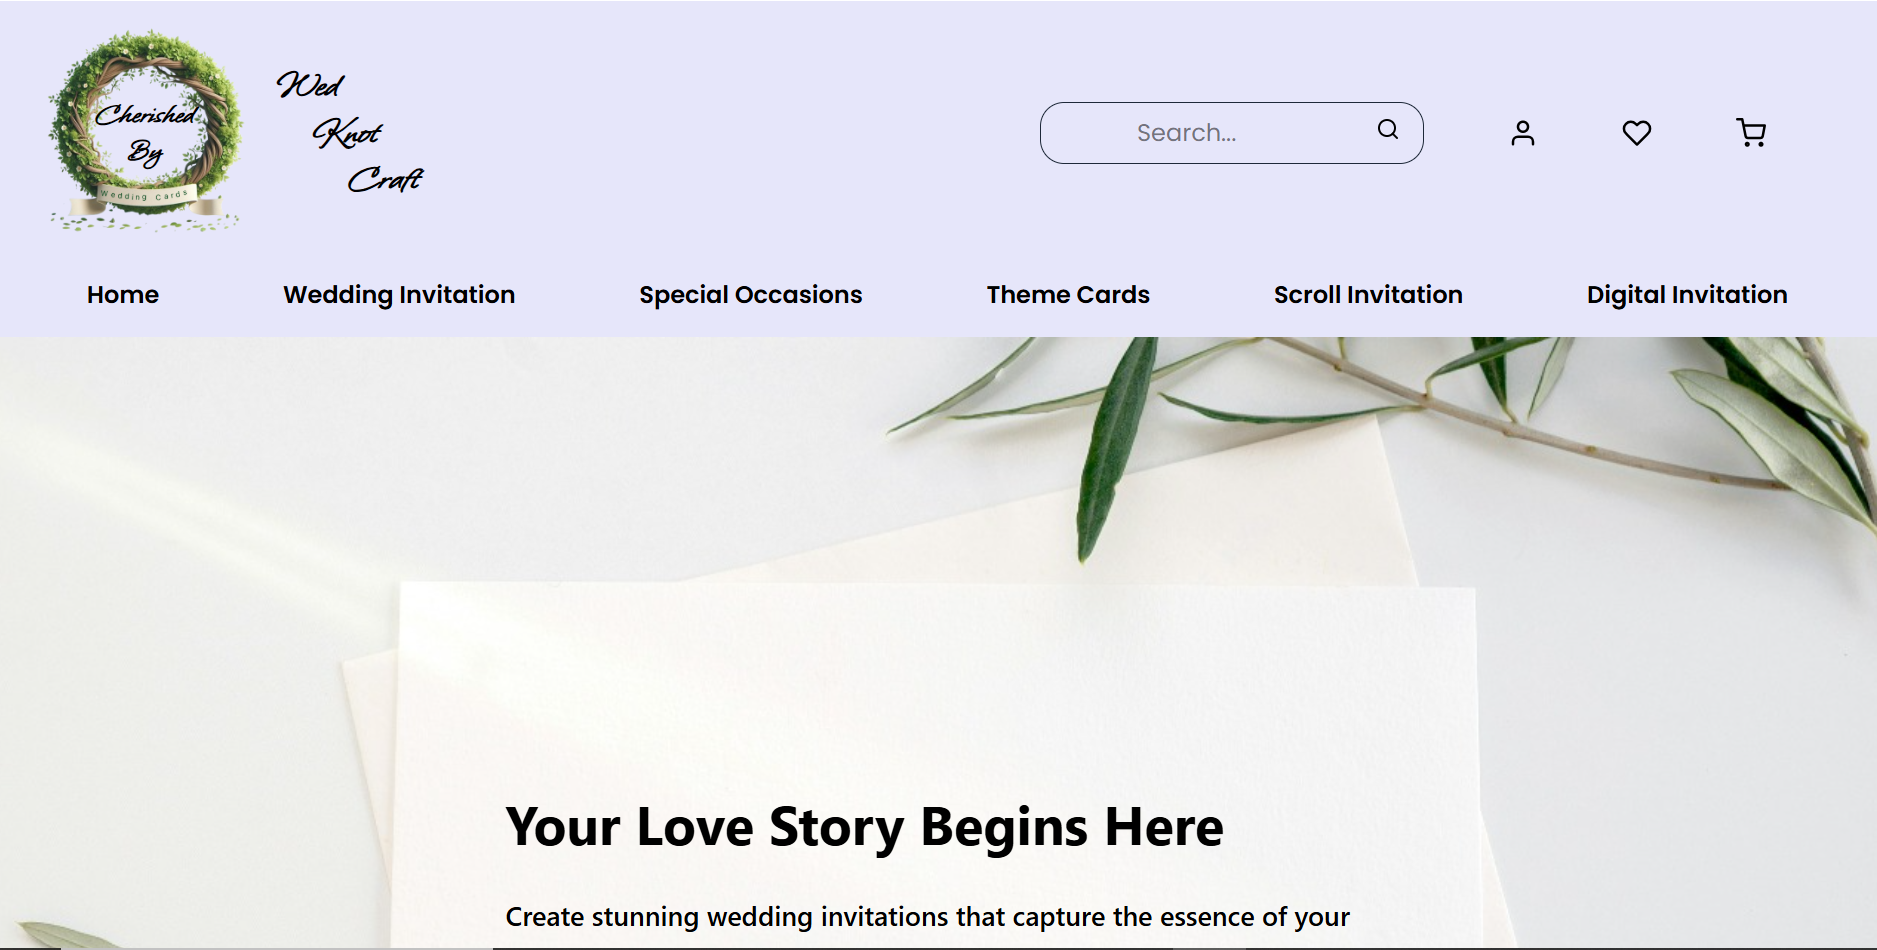 Cherished
By
Wedding Cards
Wed
Knot
Craft
Search...
Home Wedding Invitation Special Occasions Theme Cards Scroll Invitation Digital Invitation
Your Love Story Begins Here
Create stunning wedding invitations that capture the essence of your